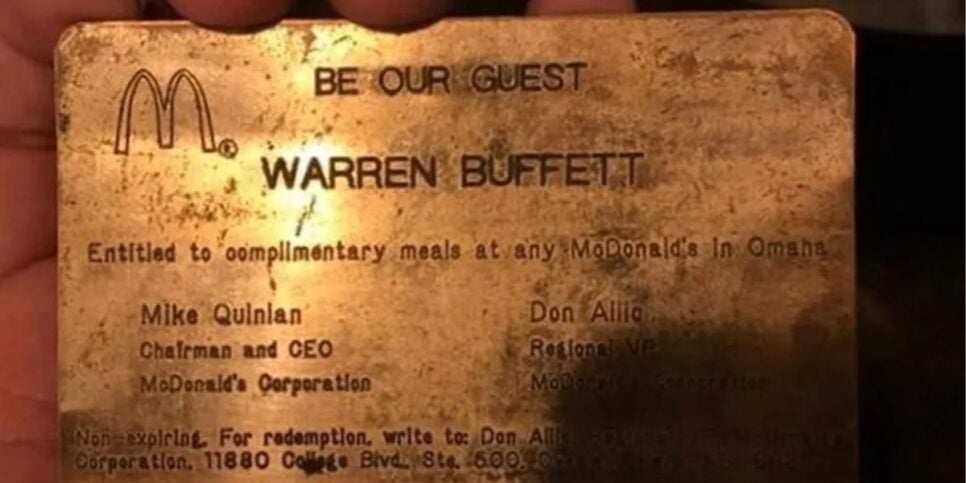 BE OUR GUEST
WARREN BUFFETT
Entitled to complimentary meals at any McDonald's in Omaha
Mike Quinlan
Chairman and CEO
McDonald's Corporation
Don
Regional VP
Non-expiring. For redemption, write to: Don
Corporation, 11880 College Blvd. Ste. 500,